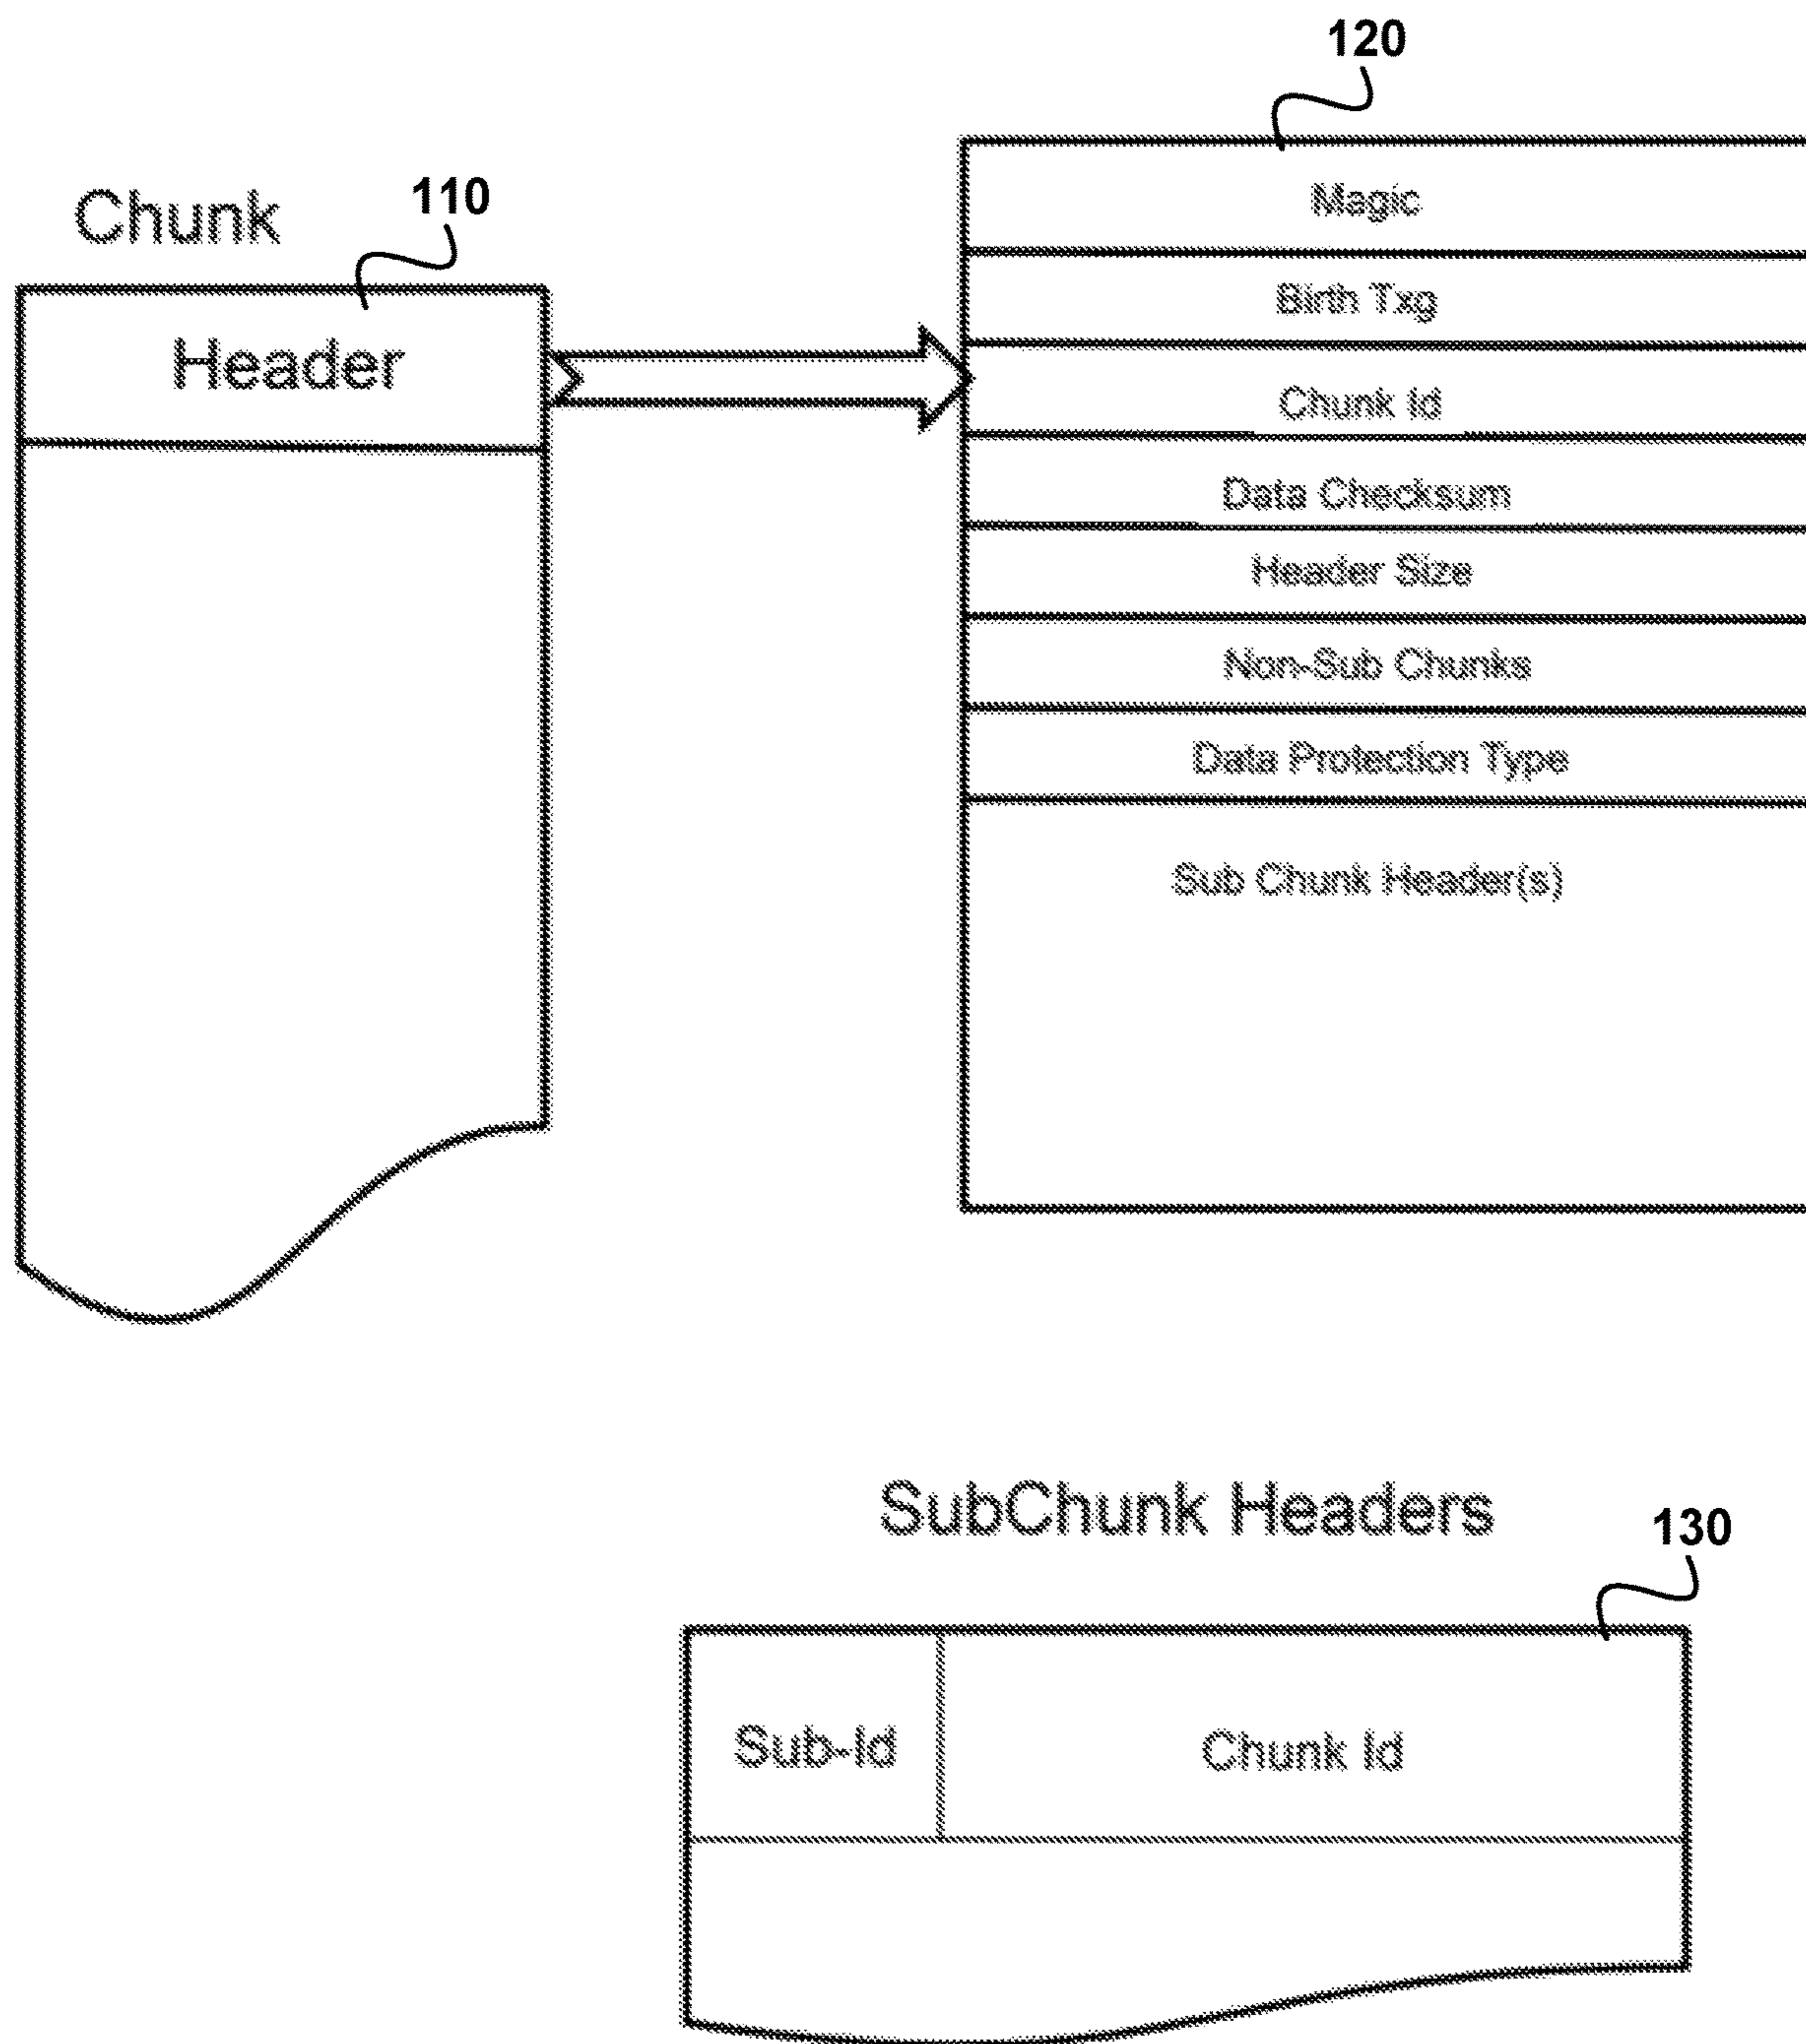 120
Chunk
110
Header
Magic
Birth Txg
Chunk Id
Data Checksum
Header Size
Non-Sub Chunks
Data Protection Type
Sub Chunk Header(s)
SubChunk Headers
130
Sub-Id
Chunk Id